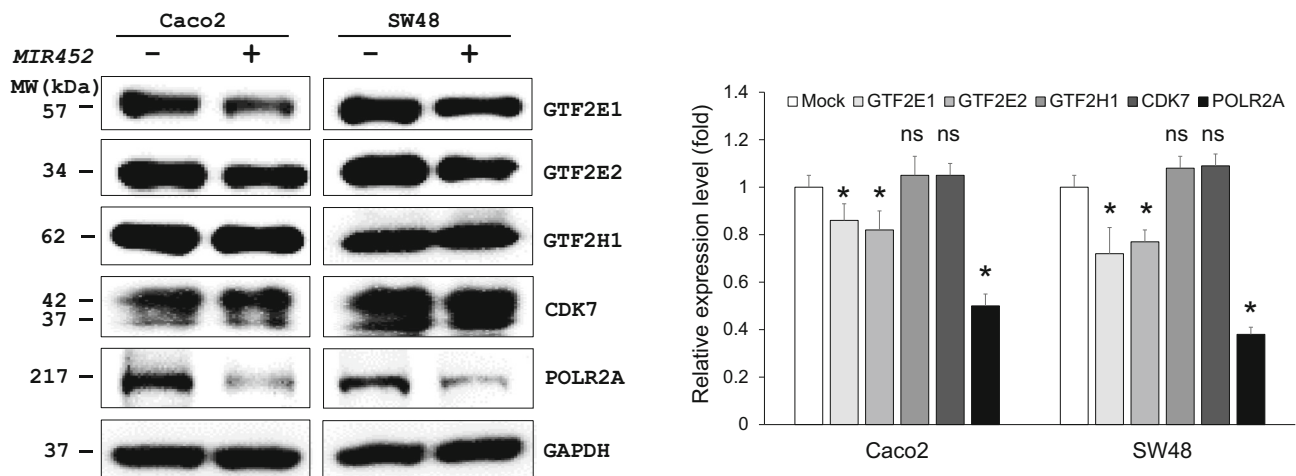 Caco2 SW48
MIR452 − + − +
MW(kDa)
57 GTF2E1
34 GTF2E2
62 GTF2H1
42
37
CDK7
217 POLR2A
37 GAPDH
Relative expression level (fold)
1.4
1.2
1
0.8
0.6
0.4
0.2
0
Mock GTF2E1 GTF2E2 GTF2H1 CDK7 POLR2A
* * ns ns *
* * ns ns *
Caco2 SW48